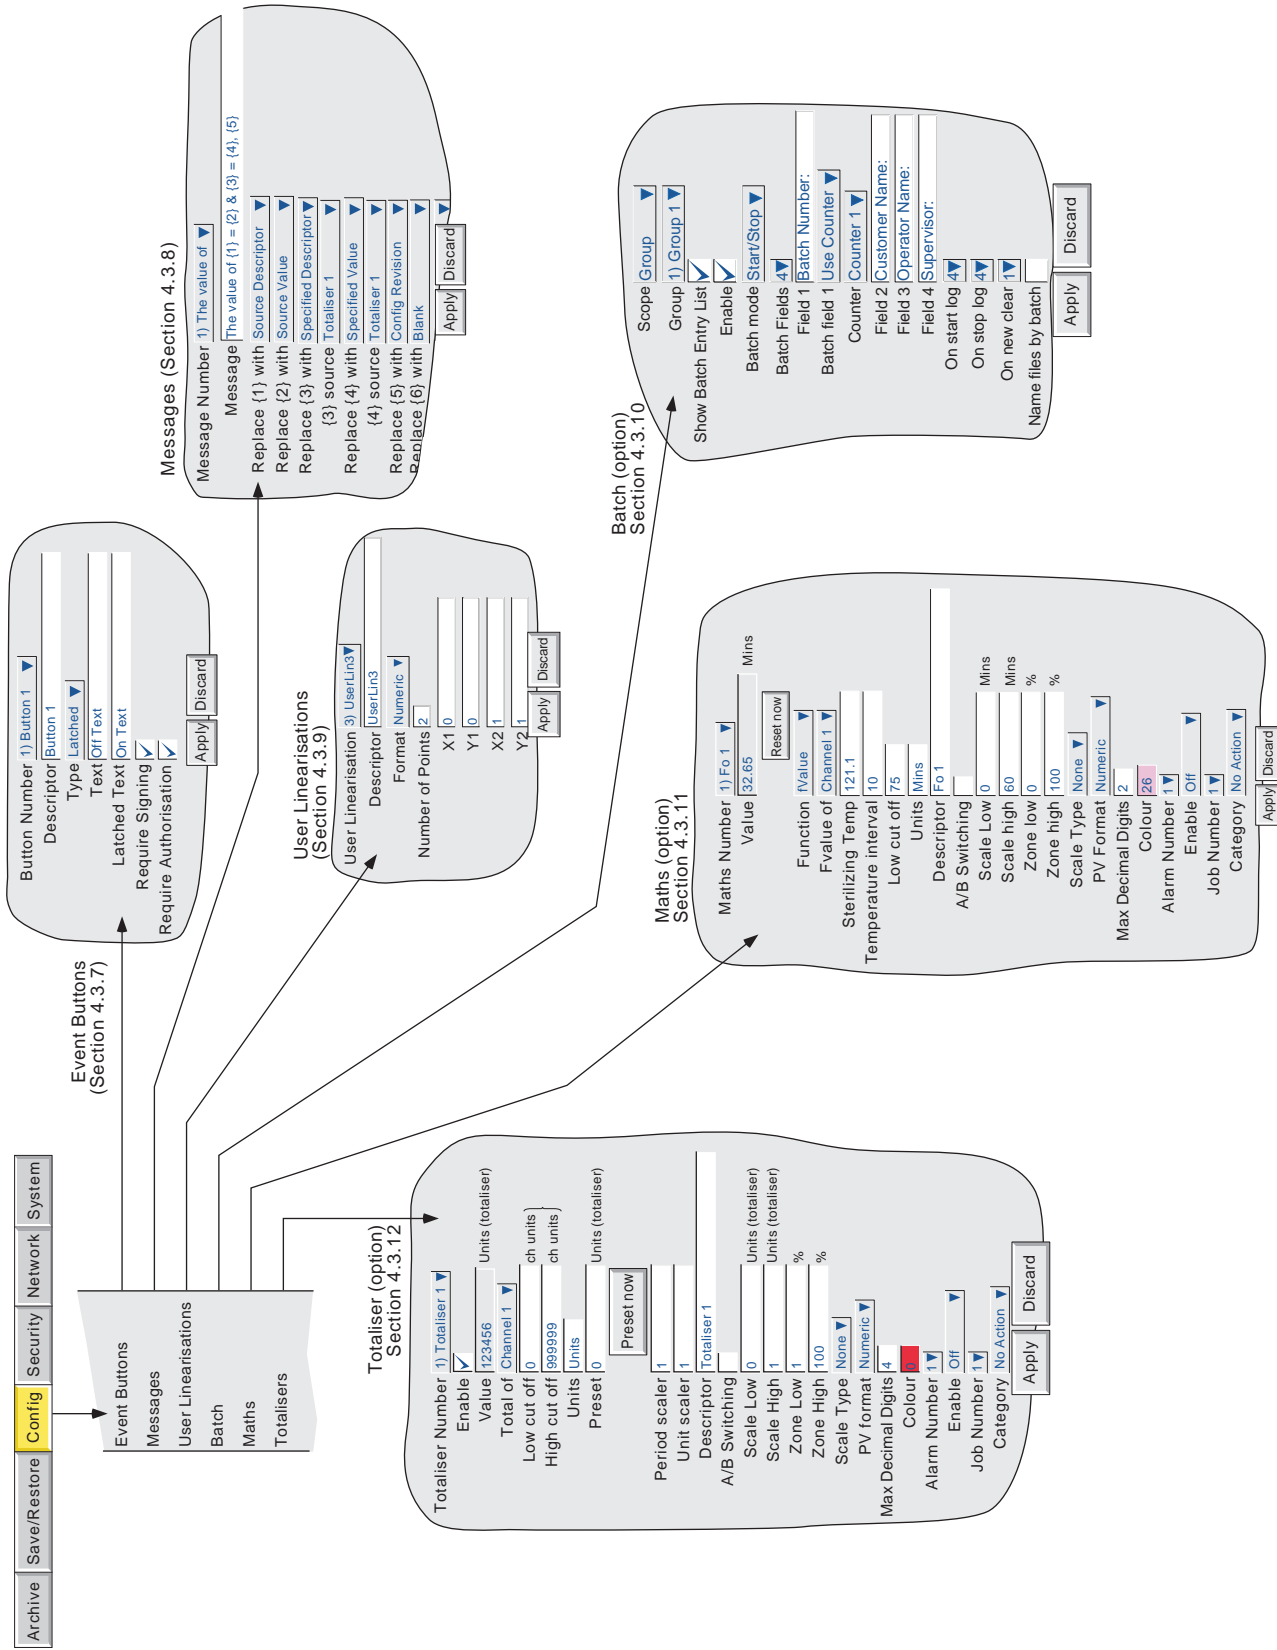 Archive Save/Restore Config Security Network System
Event Buttons
Messages
User Linearisations
Batch
Maths
Totalisers
Event Buttons
(Section 4.3.7)
Button Number 1) Button 1
Descriptor Button 1
Type Latched
Text Off Text
Latched Text On Text
Require Signing
Require Authorisation
Apply Discard
Messages (Section 4.3.8)
Message Number 1) The value of
Message The value of {1} = {2} & {3} = {4}, {5}
Replace {1} with Source Descriptor
Replace {2} with Source Value
Replace {3} with Specified Descriptor
{3} source Totaliser 1
Replace {4} with Specified Value
{4} source Totaliser 1
Replace {5} with Config Revision
Replace {6} with Blank
Apply Discard
User Linearisations
(Section 4.3.9)
User Linearisation 3) UserLin3
Descriptor UserLin3
Format Numeric
Number of Points 2
X1 0
Y1 0
X2 1
Y2 1
Apply Discard
Batch (option)
Section 4.3.10
Scope Group
Group 1) Group 1
Show Batch Entry List
Enable
Batch mode Start/Stop
Batch Fields 4
Field 1 Batch Number:
Batch field 1 Use Counter
Counter Counter 1
Field 2 Customer Name:
Field 3 Operator Name:
Field 4 Supervisor:
On start log 4
On stop log 4
On new clear 1
Name files by batch
Apply Discard
Maths (option)
Section 4.3.11
Maths Number 1) Fo 1
Value 32.65 Mins
Reset now
Function fValue
Fvalue of Channel 1
Sterilizing Temp 121.1
Temperature interval 10
Low cut off 75
Units Mins
Descriptor Fo 1
A/B Switching
Scale Low 0 Mins
Scale high 60 Mins
Zone low 0 %
Zone high 100 %
Scale Type None
PV Format Numeric
Max Decimal Digits 2
Colour 26
Alarm Number 1
Enable Off
Job Number 1
Category No Action
Apply Discard
Totaliser (option)
Section 4.3.12
Totaliser Number 1) Totaliser 1
Enable
Value 123456 Units (totaliser)
Total of Channel 1
Low cut off 0 ch units
High cut off 999999 ch units
Units Units
Preset 0 Units (totaliser)
Preset now
Period scaler 1
Unit scaler 1
Descriptor Totaliser 1
A/B Switching
Scale Low 0 Units (totaliser)
Scale High 1 Units (totaliser)
Zone Low 1 %
Zone High 100 %
Scale Type None
PV format Numeric
Max Decimal Digits 4
Colour 0
Alarm Number 1
Enable Off
Job Number 1
Category No Action
Apply Discard